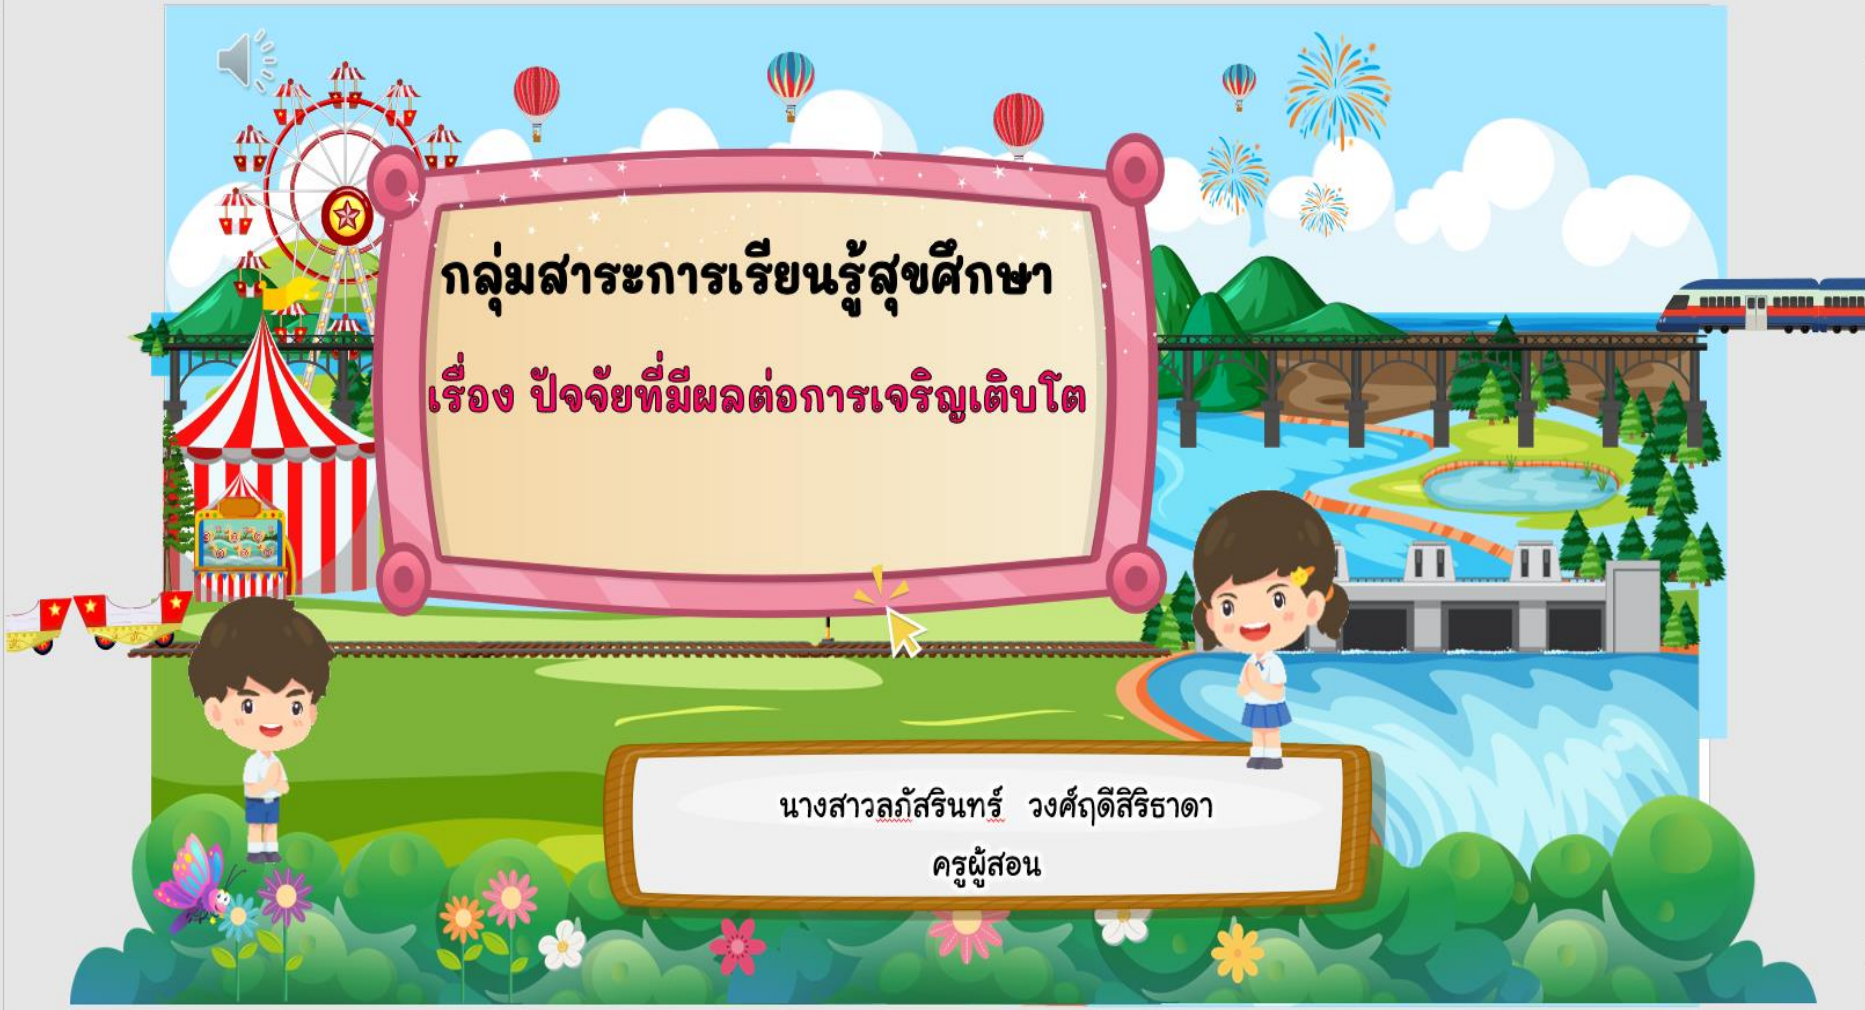 กลุ่มสาระการเรียนรู้สุขศึกษา
เรื่อง ปัจจัยที่มีผลต่อการเจริญเติบโต
นางสาวลภัสรินทร์ วงศ์ฤดีสิริธาดา
ครูผู้สอน